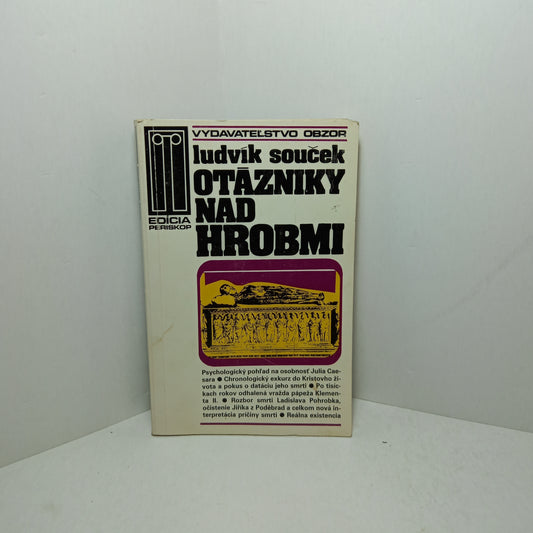 VYDAVATEĽSTVO OBZOR
ludvík souček
OTÁZNIKY
NAD
HROBMI
EDÍCIA
PERISKOP
Psychologický pohľad na osobnosť Julia Cae-
sara ● Chronologický exkurz do Kristovho ži-
vota a pokus o datáciu jeho smrti ● Po tisíc-
kach rokov odhalená vražda pápeža Klemen-
ta II. ● Rozbor smrti Ladislava Pohrobka,
očistenie Jiříka z Poděbrad a celkom nová in-
terpretácia príčiny smrti ● Reálna existencia